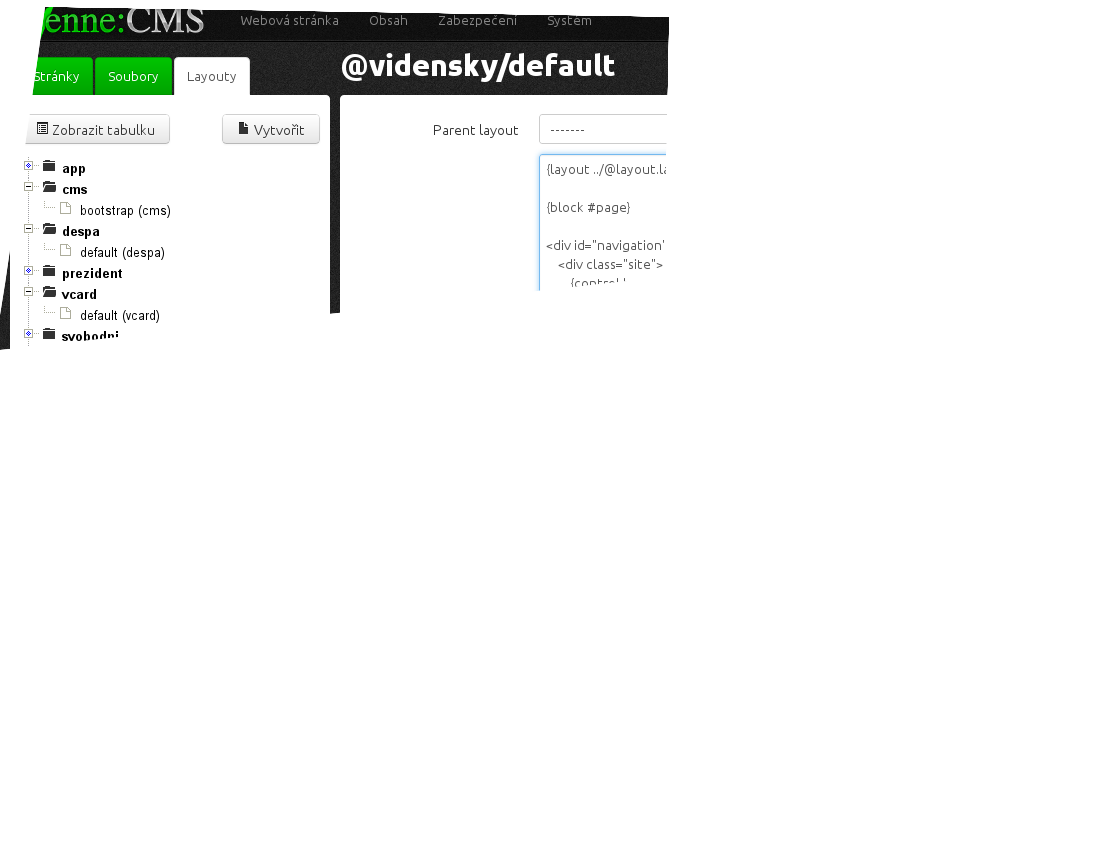 enne:CMS
Webová stránka Obsah Zabezpečení Systém
@vidensky/default
Stránky Soubory Layouty
Zobrazit tabulku Vytvořit
app
cms
bootstrap (cms)
despa
default (despa)
prezident
vcard
default (vcard)
svobodni
Parent layout -------
{layout ../@layout.la
{block #page}
<div id="navigation"
<div class="site">
{control